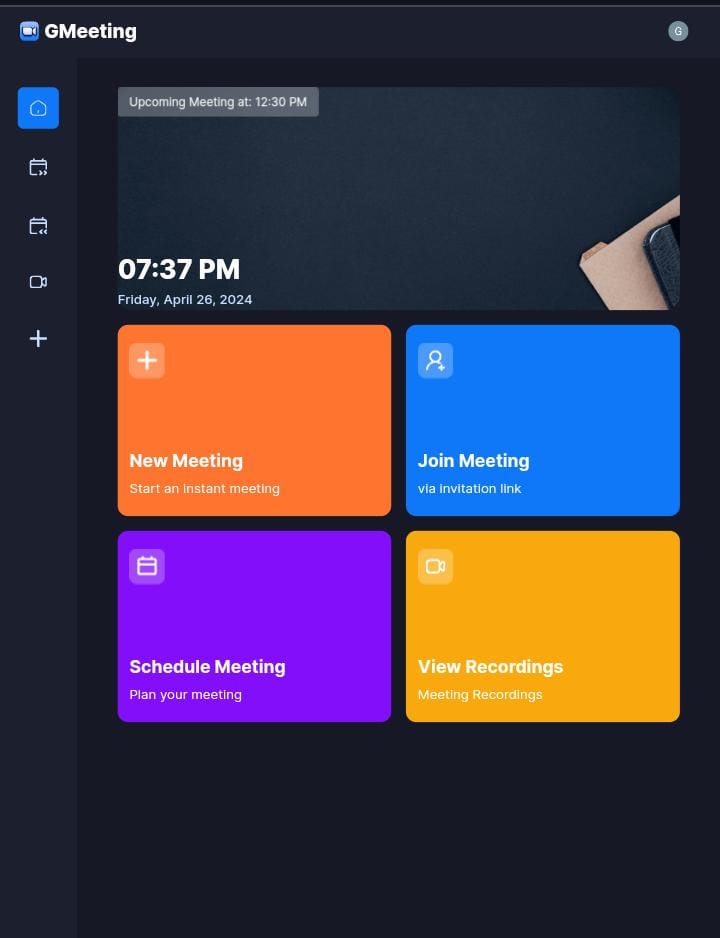 GMeeting
G
Upcoming Meeting at: 12:30 PM
07:37 PM
Friday, April 26, 2024
New Meeting
Start an instant meeting
Join Meeting
via invitation link
Schedule Meeting
Plan your meeting
View Recordings
Meeting Recordings